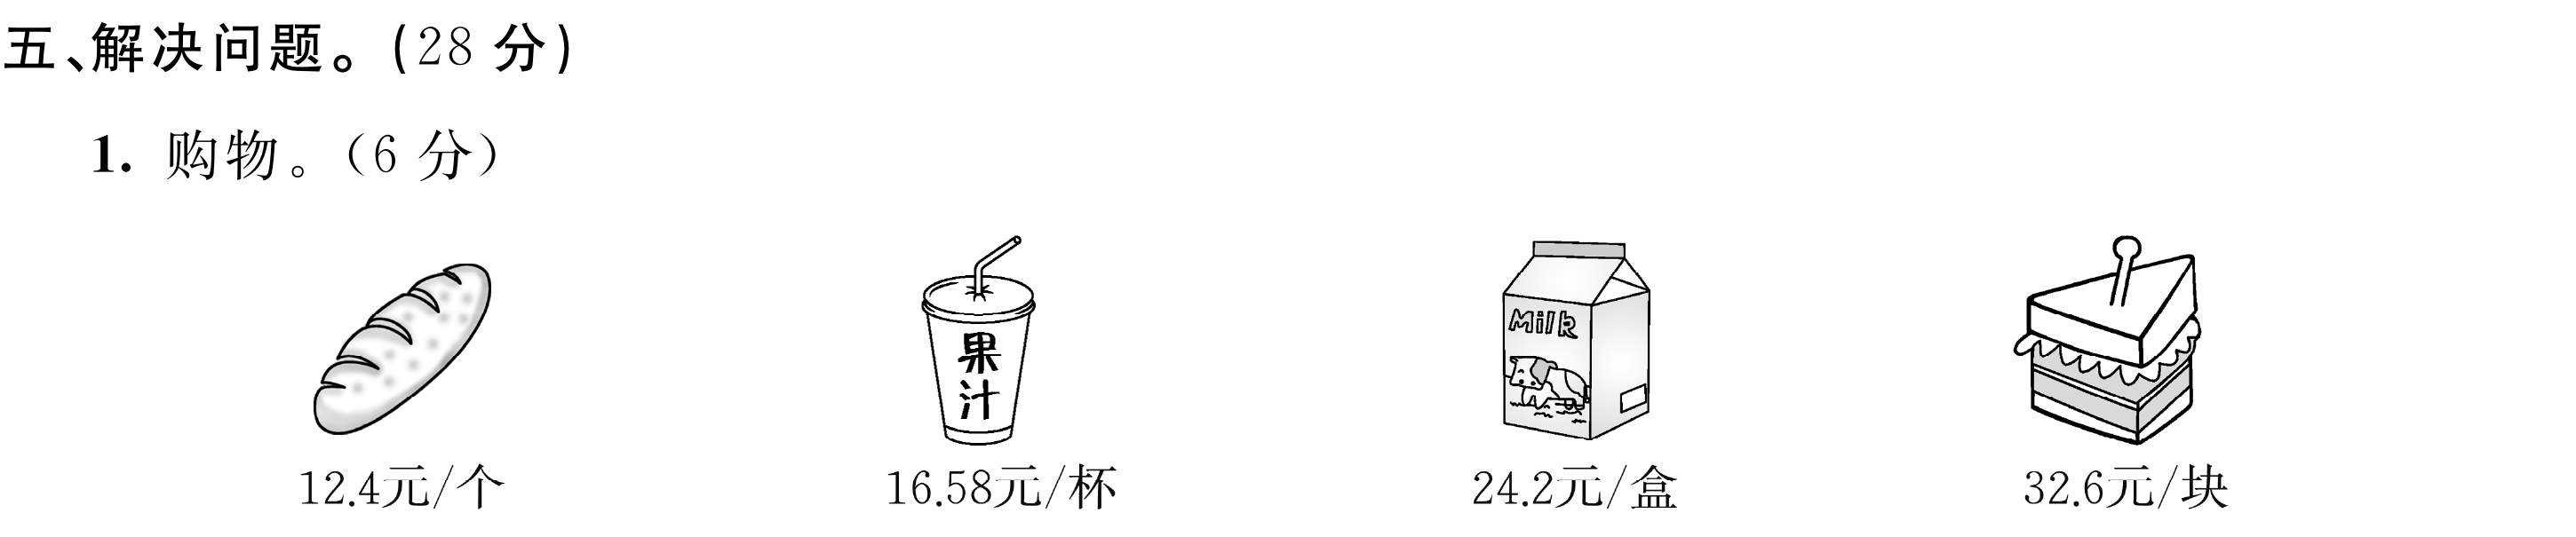 五、解决问题。(28 分)
1. 购物。(6 分)
果汁
Milk
12.4元/个 16.58元/杯 24.2元/盒 32.6元/块